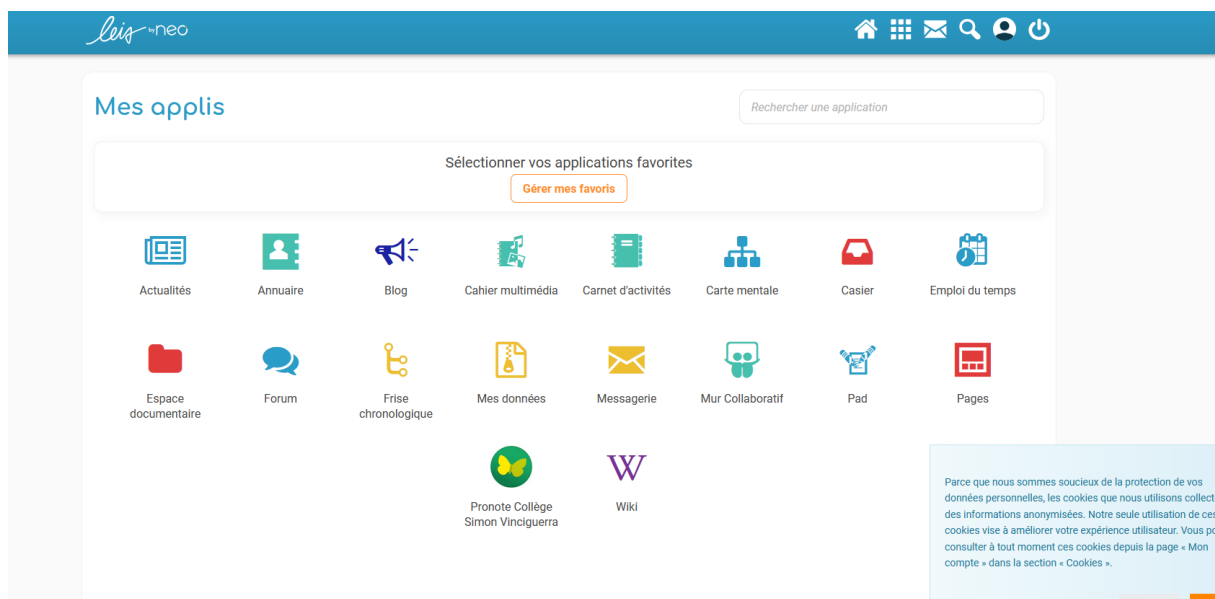 leia by neo
Mes applis
Rechercher une application
Sélectionner vos applications favorites
Gérer mes favoris
Actualités
Annuaire
Blog
Cahier multimédia
Carnet d'activités
Carte mentale
Casier
Emploi du temps
Espace
documentaire
Forum
Frise
chronologique
Mes données
Messagerie
Mur Collaboratif
Pad
Pages
Pronote Collège
Simon Vinciguerra
W
Wiki
Parce que nous sommes soucieux de la protection de vos
données personnelles, les cookies que nous utilisons collect
des informations anonymisées. Notre seule utilisation de ces
cookies vise à améliorer votre expérience utilisateur. Vous po
consulter à tout moment ces cookies depuis la page « Mon
compte » dans la section « Cookies ».